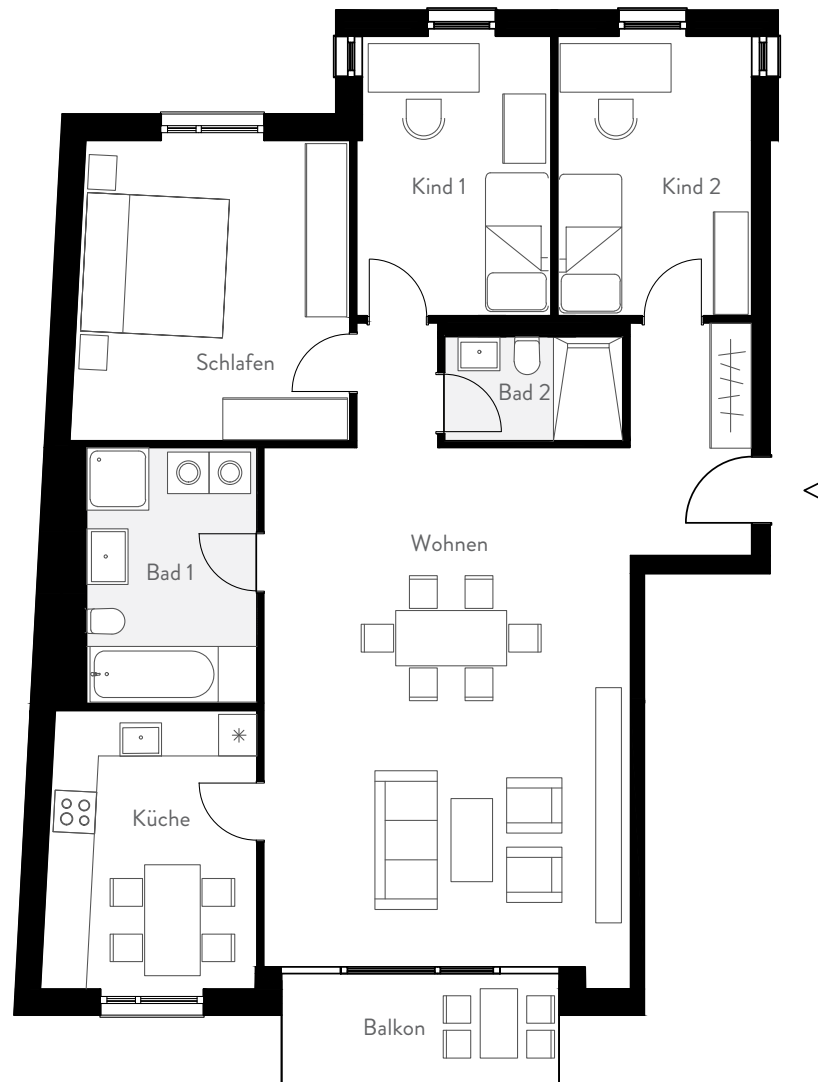 Kind 1
Kind 2
Schlafen
Bad 2
Wohnen
Bad 1
Küche
Balkon